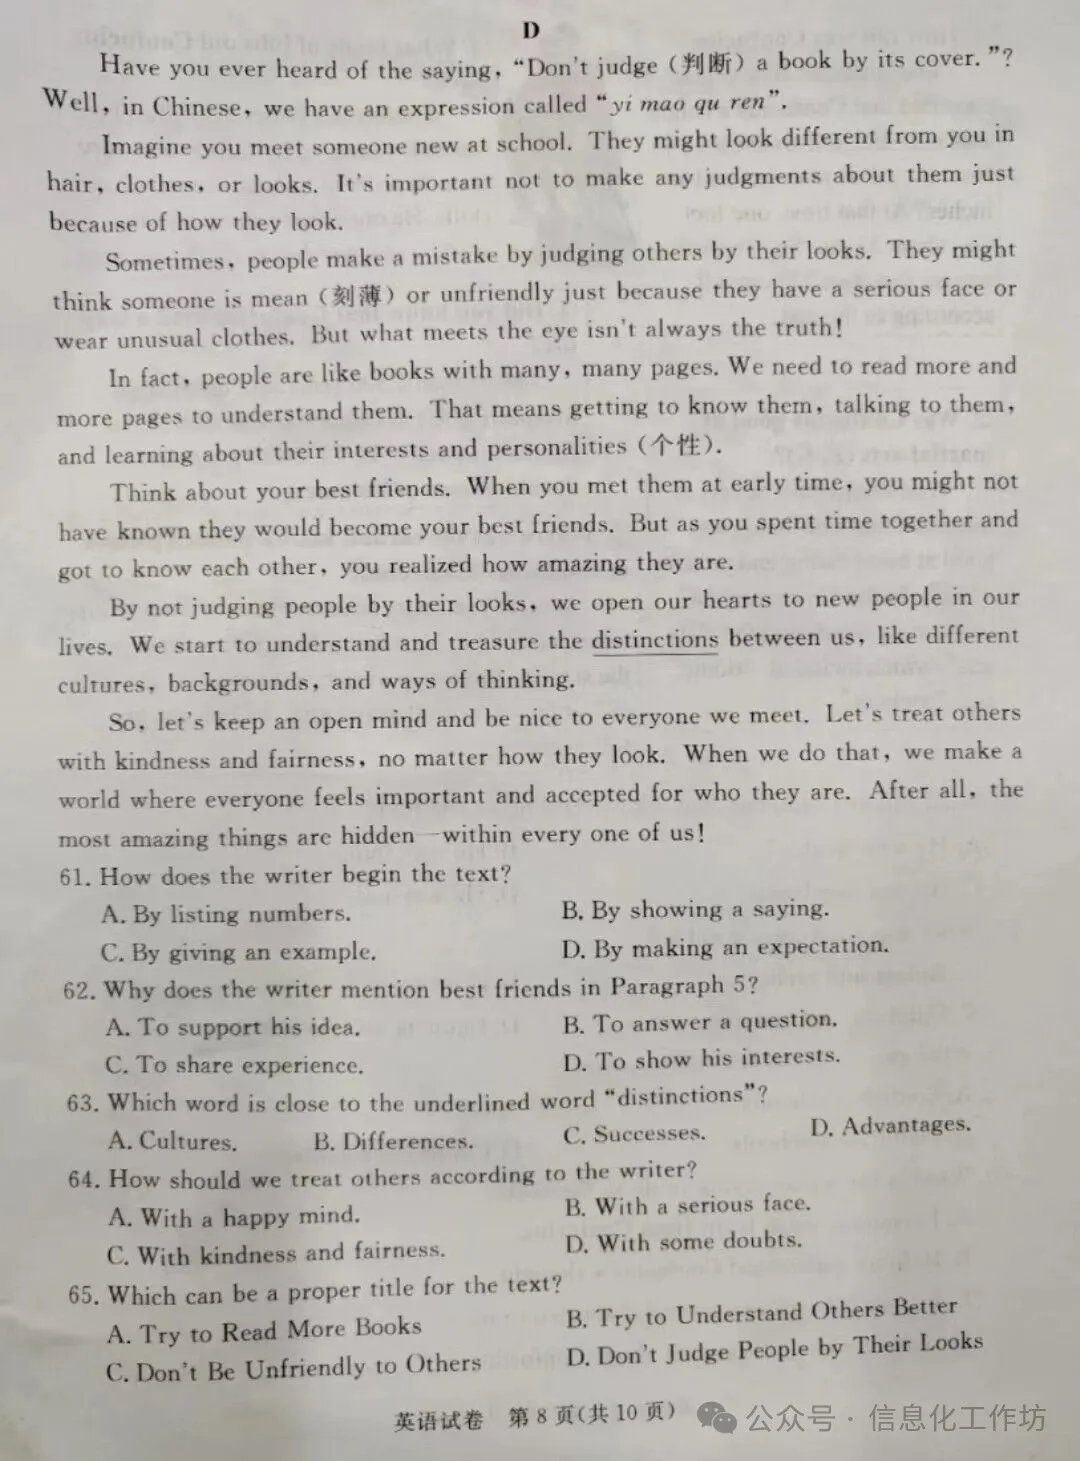 D
Have you ever heard of the saying, “Don't judge (判断) a book by its cover.”?
Well, in Chinese, we have an expression called “yi mao qu ren”.
Imagine you meet someone new at school. They might look different from you in
hair, clothes, or looks. It's important not to make any judgments about them just
because of how they look.
Sometimes, people make a mistake by judging others by their looks. They might
think someone is mean (刻薄) or unfriendly just because they have a serious face or
wear unusual clothes. But what meets the eye isn't always the truth!
In fact, people are like books with many, many pages. We need to read more and
more pages to understand them. That means getting to know them, talking to them,
and learning about their interests and personalities (个性).
Think about your best friends. When you met them at early time, you might not
have known they would become your best friends. But as you spent time together and
got to know each other, you realized how amazing they are.
By not judging people by their looks, we open our hearts to new people in our
lives. We start to understand and treasure the distinctions between us, like different
cultures, backgrounds, and ways of thinking.
So, let's keep an open mind and be nice to everyone we meet. Let's treat others
with kindness and fairness, no matter how they look. When we do that, we make a
world where everyone feels important and accepted for who they are. After all, the
most amazing things are hidden—within every one of us!
61. How does the writer begin the text?
A. By listing numbers. B. By showing a saying.
C. By giving an example. D. By making an expectation.
62. Why does the writer mention best friends in Paragraph 5?
A. To support his idea. B. To answer a question.
C. To share experience. D. To show his interests.
63. Which word is close to the underlined word “distinctions”?
A. Cultures. B. Differences. C. Successes. D. Advantages.
64. How should we treat others according to the writer?
A. With a happy mind. B. With a serious face.
C. With kindness and fairness. D. With some doubts.
65. Which can be a proper title for the text?
A. Try to Read More Books B. Try to Understand Others Better
C. Don't Be Unfriendly to Others D. Don't Judge People by Their Looks
英语试卷 第 8 页(共 10 页)
公众号 · 信息化工作坊